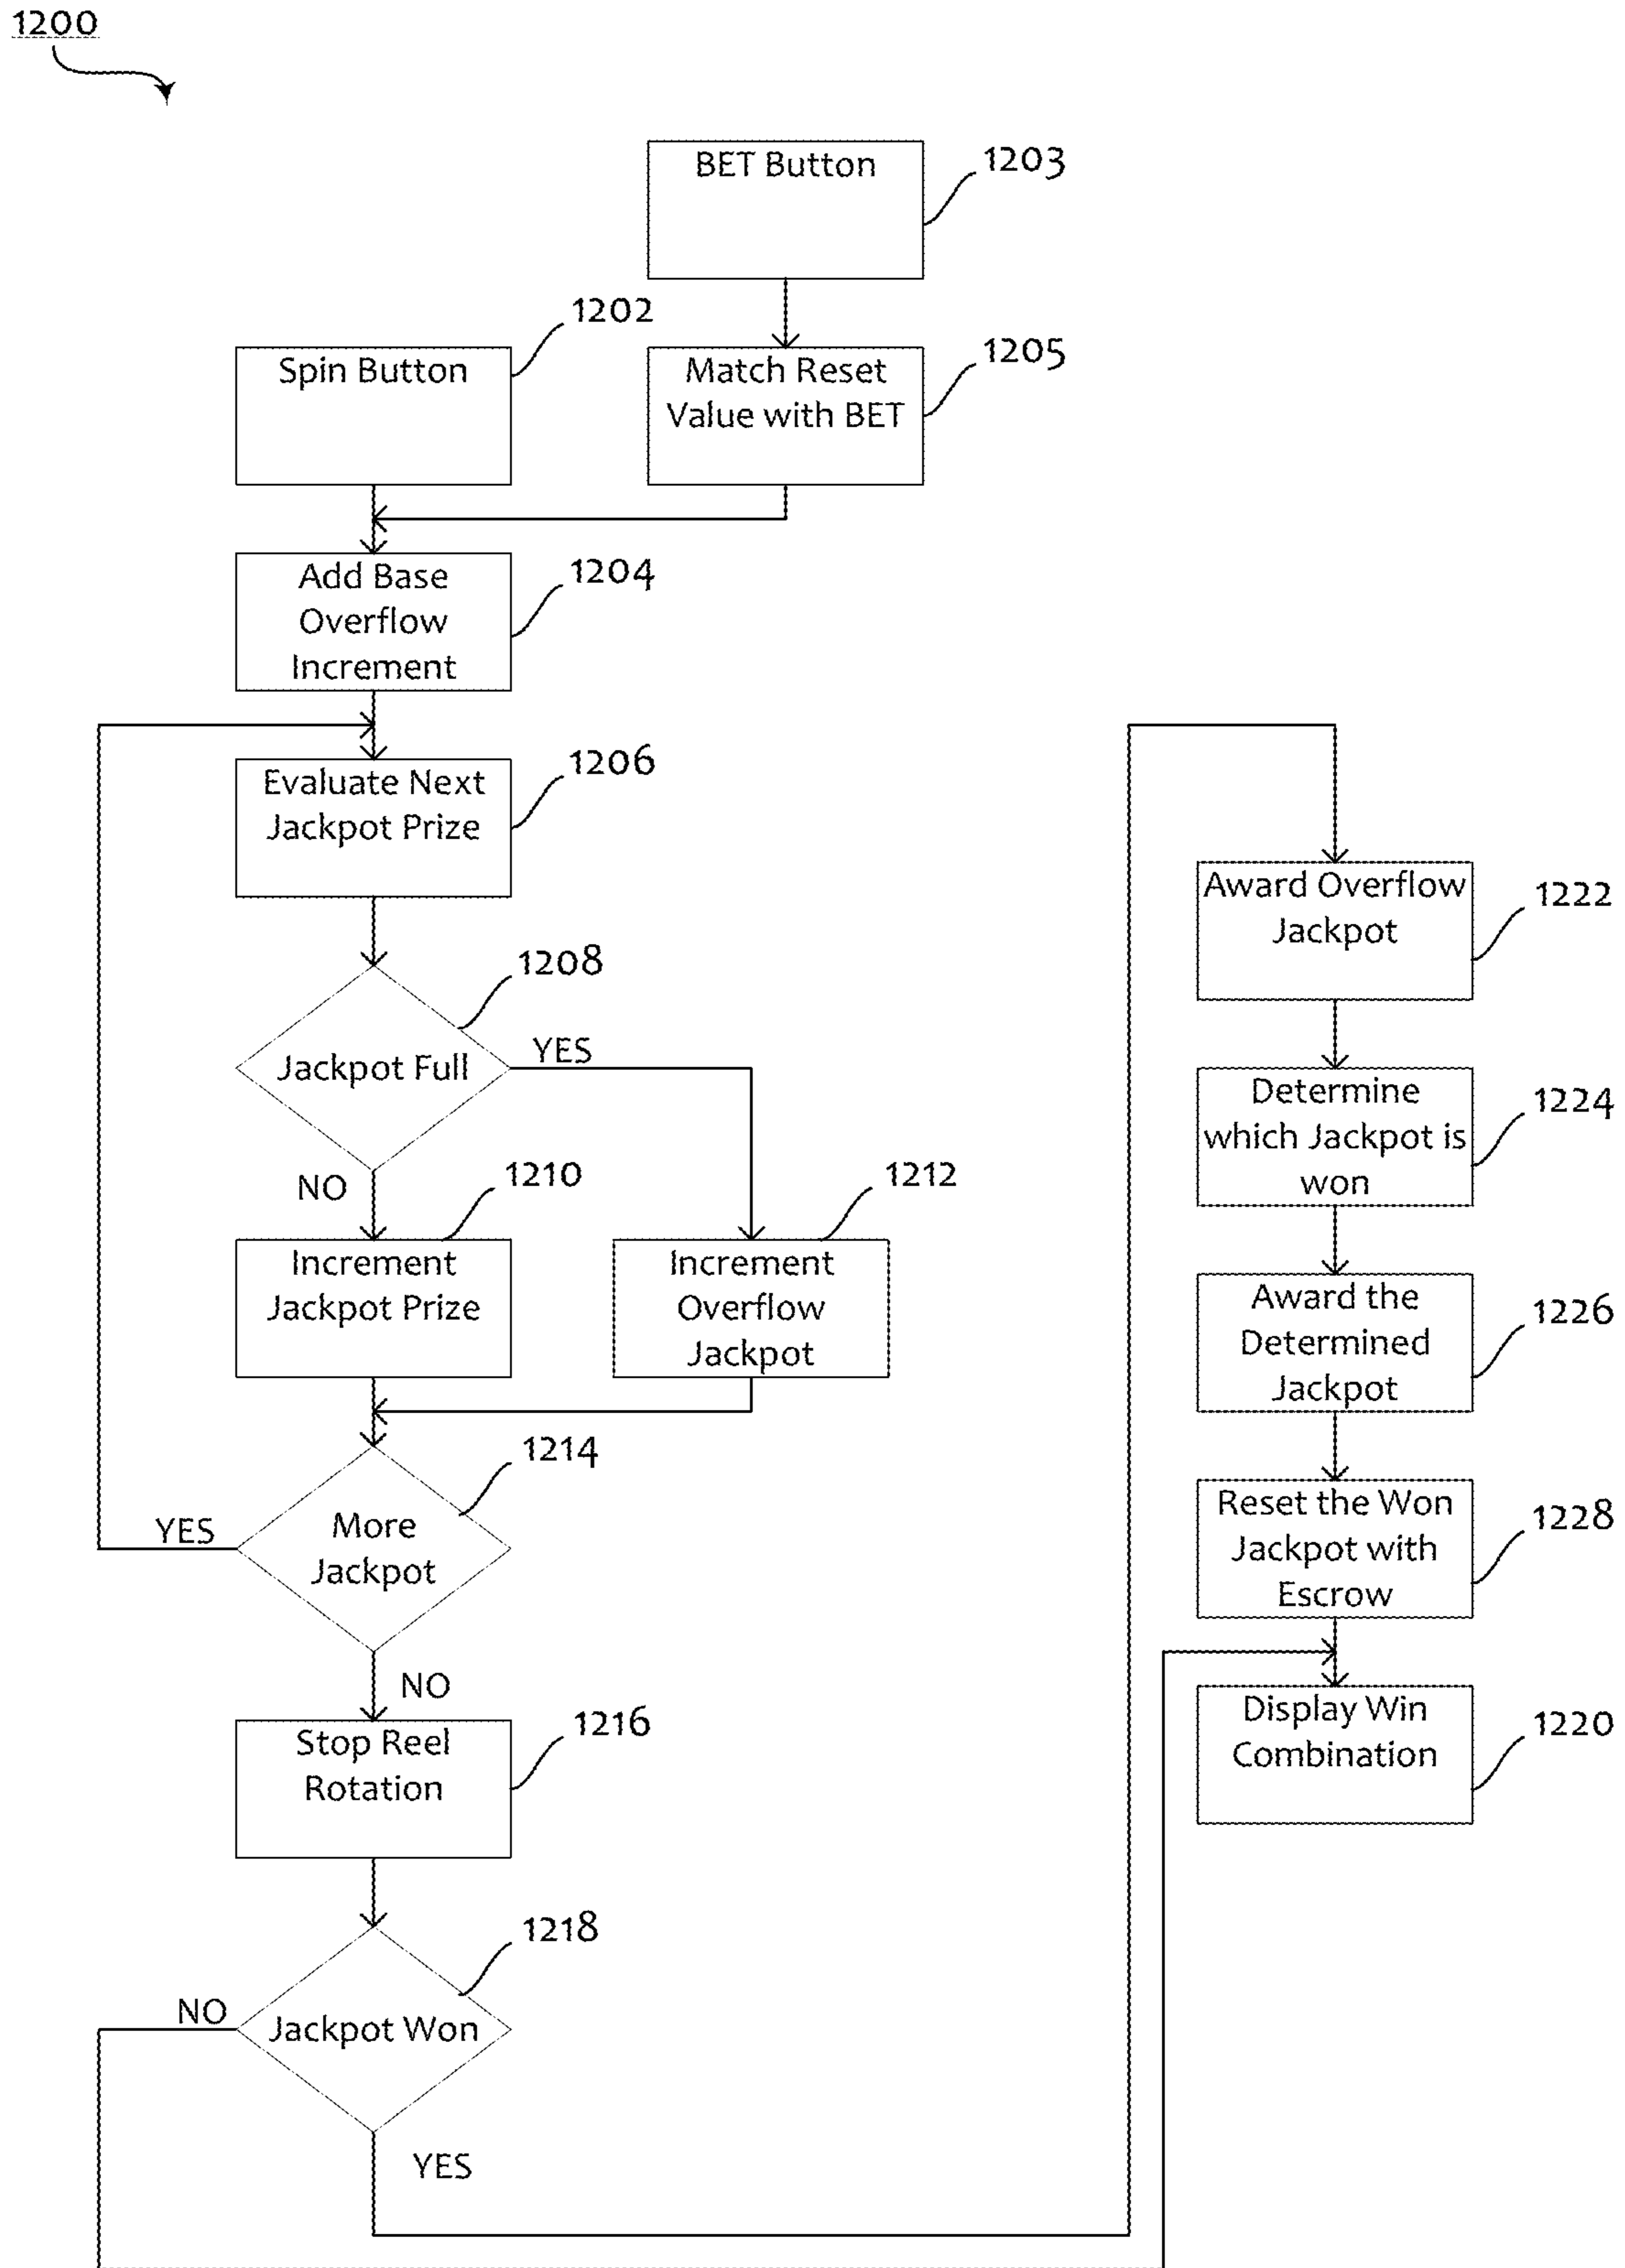 1200
BET Button
1203
1202
Spin Button
Match Reset
Value with BET
1205
Add Base
Overflow
Increment
1204
Evaluate Next
Jackpot Prize
1206
1208
Jackpot Full
YES
NO
1210
1212
Increment
Jackpot Prize
Increment
Overflow
Jackpot
1214
More
Jackpot
YES
NO
Stop Reel
Rotation
1216
1218
Jackpot Won
NO
YES
Award Overflow
Jackpot
1222
Determine
which Jackpot is
won
1224
Award the
Determined
Jackpot
1226
Reset the Won
Jackpot with
Escrow
1228
Display Win
Combination
1220